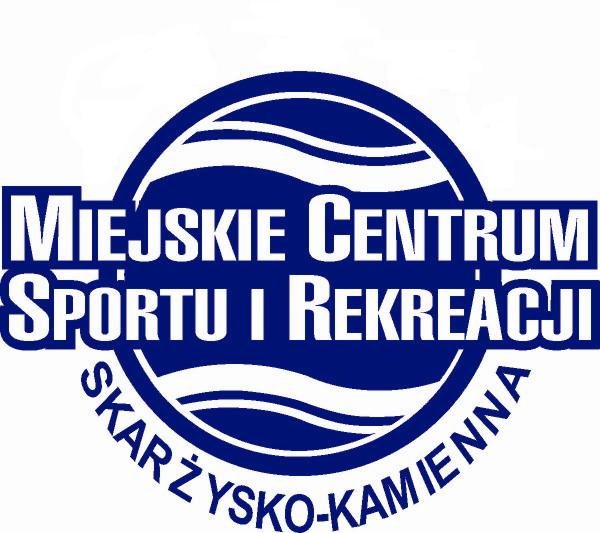 MIEJSKIE CENTRUM
SPORTU I REKREACJI
SKARŻYSKO-KAMIENNA